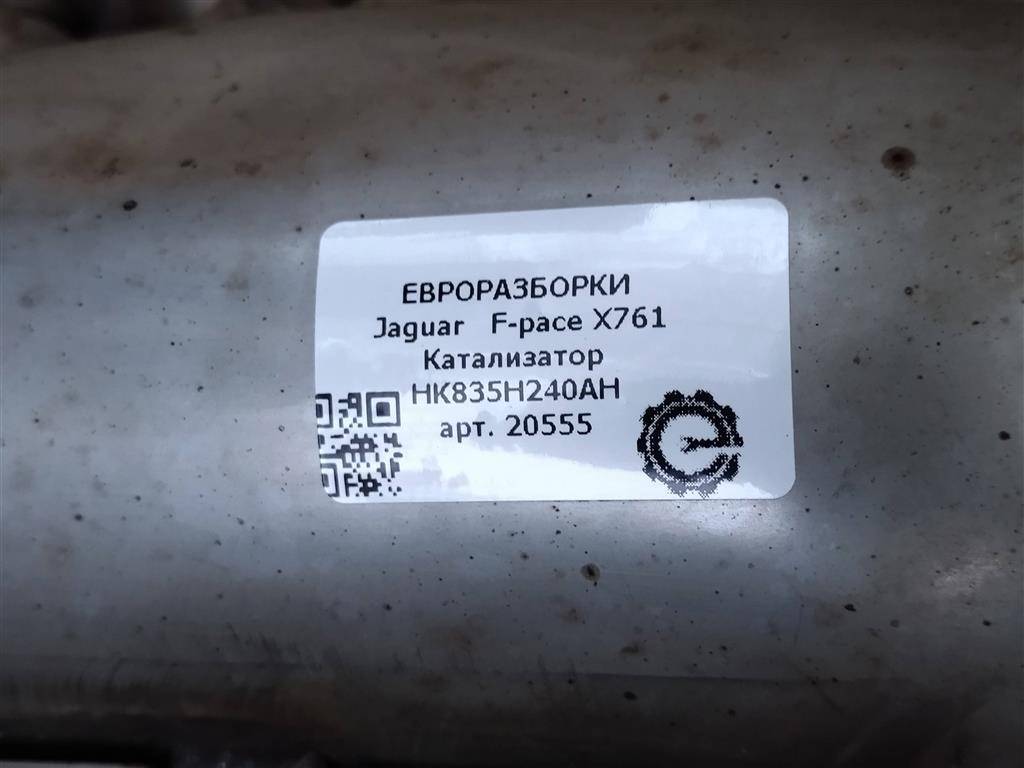 ЕВРОРАЗБОРКИ
Jaguar F-pace X761
Катализатор
HK835H240AH
арт. 20555